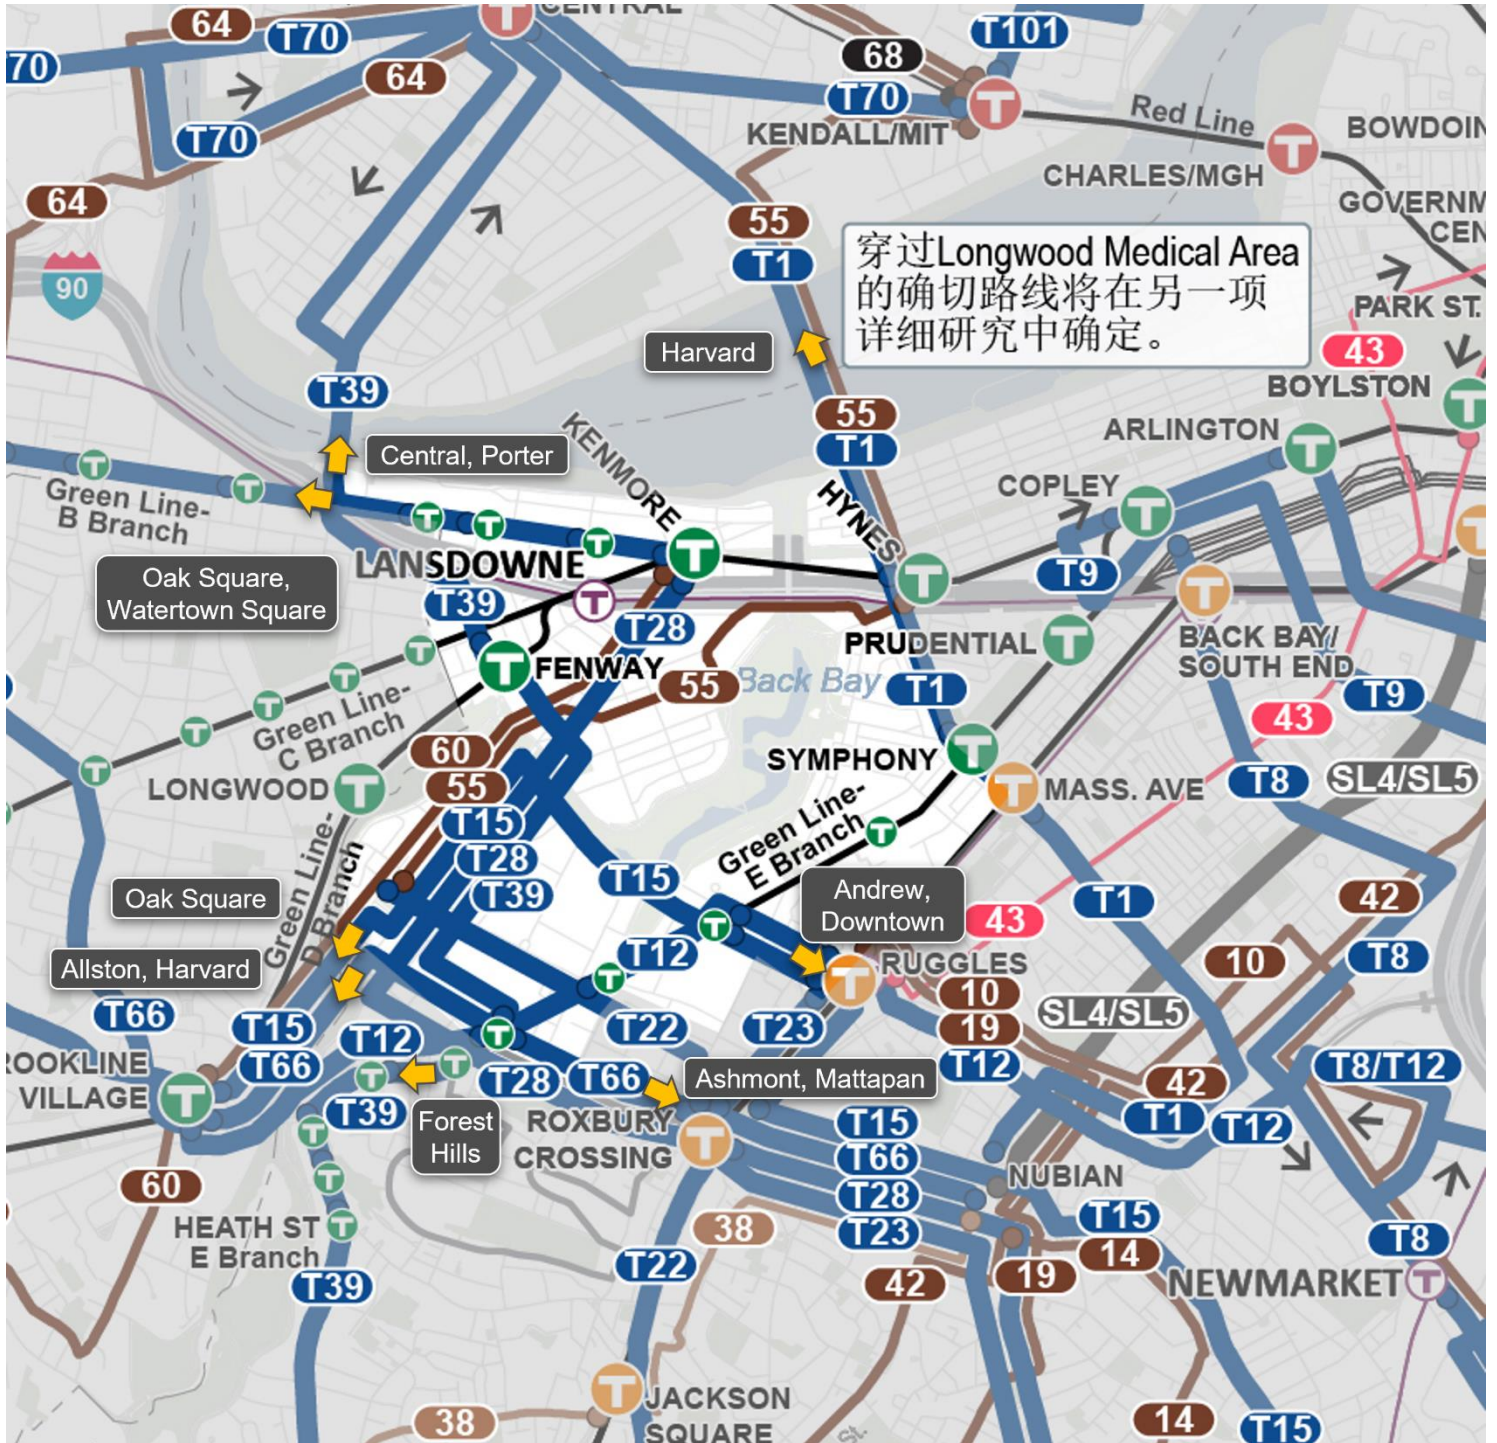 CENTRAL
64
T70
68
T101
70
64
T70
T70
KENDALL/MIT
Red Line
BOWDOIN
CHARLES/MGH
64
GOVERNM
CEN
55
T1
穿过Longwood Medical Area
的确切路线将在另一项
详细研究中确定。
90
PARK ST.
Harvard
43
BOYLSTON
T39
55
T1
ARLINGTON
KENMORE
Central, Porter
COPLEY
Green Line-
B Branch
HYNES
LANSDOWNE
Oak Square,
Watertown Square
T9
T39
T28
PRUDENTIAL
BACK BAY/
SOUTH END
FENWAY
55
Back Bay
T1
T9
Green Line-
C Branch
43
60
SYMPHONY
LONGWOOD
55
MASS. AVE
T8
SL4/SL5
T15
T28
T39
Green Line-
D Branch
Green Line-
E Branch
T15
Andrew,
Downtown
Oak Square
T1
42
43
T12
Allston, Harvard
RUGGLES
10
T8
10
19
SL4/SL5
T66
T15
T12
T22
T23
T66
T12
T8/T12
BROOKLINE
VILLAGE
T28
T66
Ashmont, Mattapan
42
T39
Forest
Hills
ROXBURY
CROSSING
T15
T1
T12
T66
NUBIAN
60
T28
T15
HEATH ST
E Branch
38
T23
T8
14
T22
T39
42
19
NEWMARKET
JACKSON
SQUARE
38
14
T15
St.